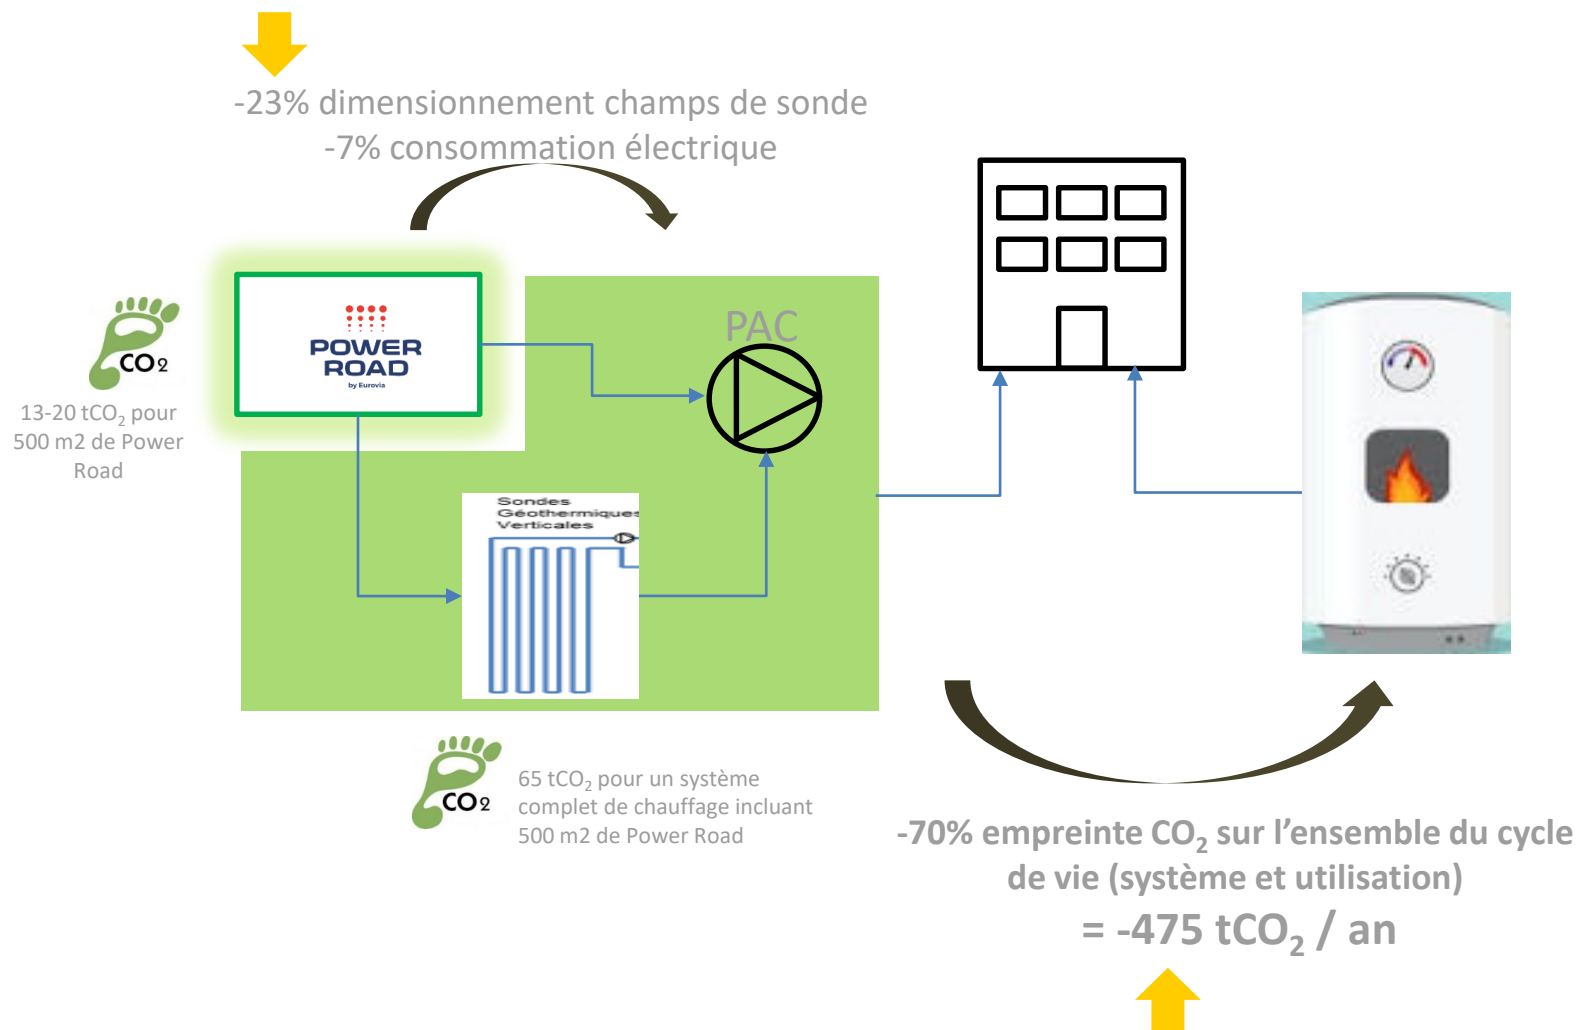 -23% dimensionnement champs de sonde
-7% consommation électrique
POWER
ROAD
by Eurovia
PAC
CO2
13-20 tCO₂ pour
500 m2 de Power
Road
Sondes
Géothermiques
Verticales
CO2
65 tCO₂ pour un système
complet de chauffage incluant
500 m2 de Power Road
-70% empreinte CO₂ sur l’ensemble du cycle
de vie (système et utilisation)
= -475 tCO₂ / an